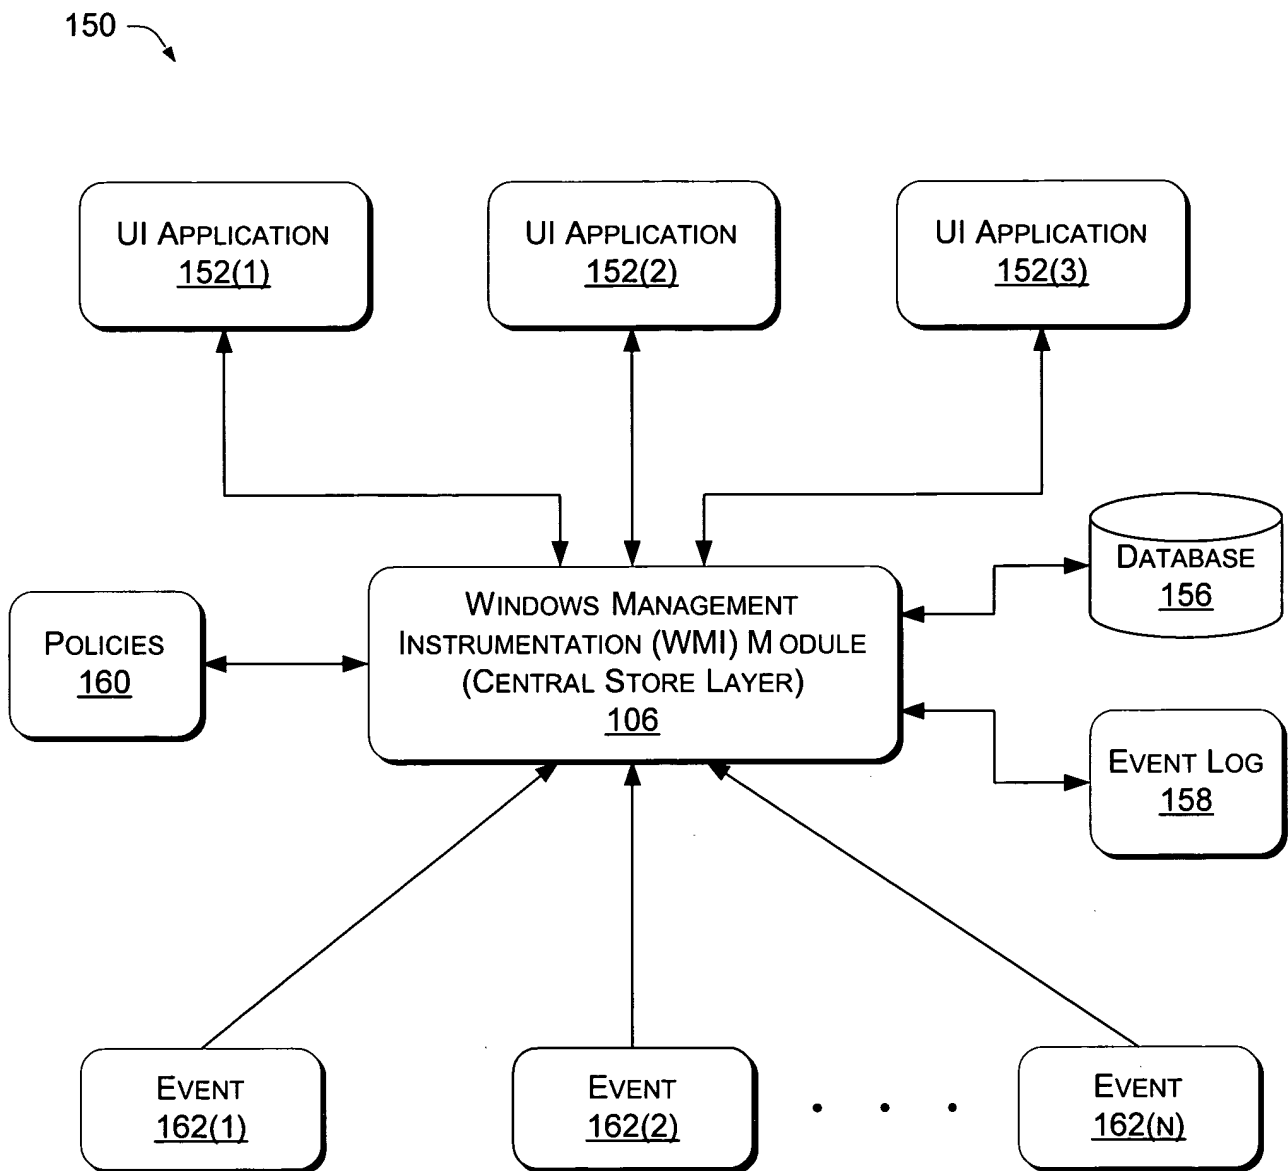 150
UI APPLICATION
152(1)
UI APPLICATION
152(2)
UI APPLICATION
152(3)
DATABASE
156
POLICIES
160
WINDOWS MANAGEMENT
INSTRUMENTATION (WMI) MODULE
(CENTRAL STORE LAYER)
106
EVENT LOG
158
EVENT
162(1)
EVENT
162(2)
. . .
EVENT
162(N)